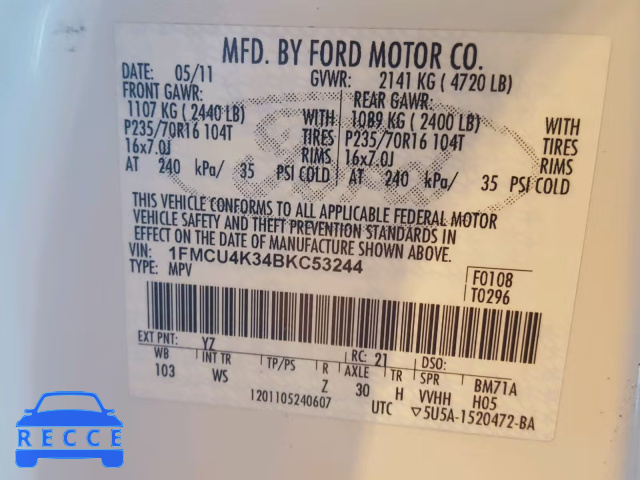 MFD. BY FORD MOTOR CO.
DATE: 05/11 GVWR: 2141 KG ( 4720 LB)
FRONT GAWR: REAR GAWR:
1107 KG (2440 LB) WITH 1089 KG (2400 LB) WITH
P235/70R16 104T TIRES P235/70R16 104T TIRES
16x7.0J RIMS 16x7.0J RIMS
AT 240 kPa/ 35 PSI COLD AT 240 kPa/ 35 PSI COLD
THIS VEHICLE CONFORMS TO ALL APPLICABLE FEDERAL MOTOR
VEHICLE SAFETY AND THEFT PREVENTION STANDARDS IN
EFFECT ON THE DATE OF MANUFACTURE SHOWN ABOVE.
VIN: 1FMCU4K34BKC53244
TYPE: MPV
F0108
T0296
EXT PNT: YZ RC: 21 DSO:
WB INT TR TP/PS R AXLE TR SPR BM71A
103 WS Z 30 H VVHH H05
1201105240607 UTC ▽5U5A-1520472-BA
RECCE